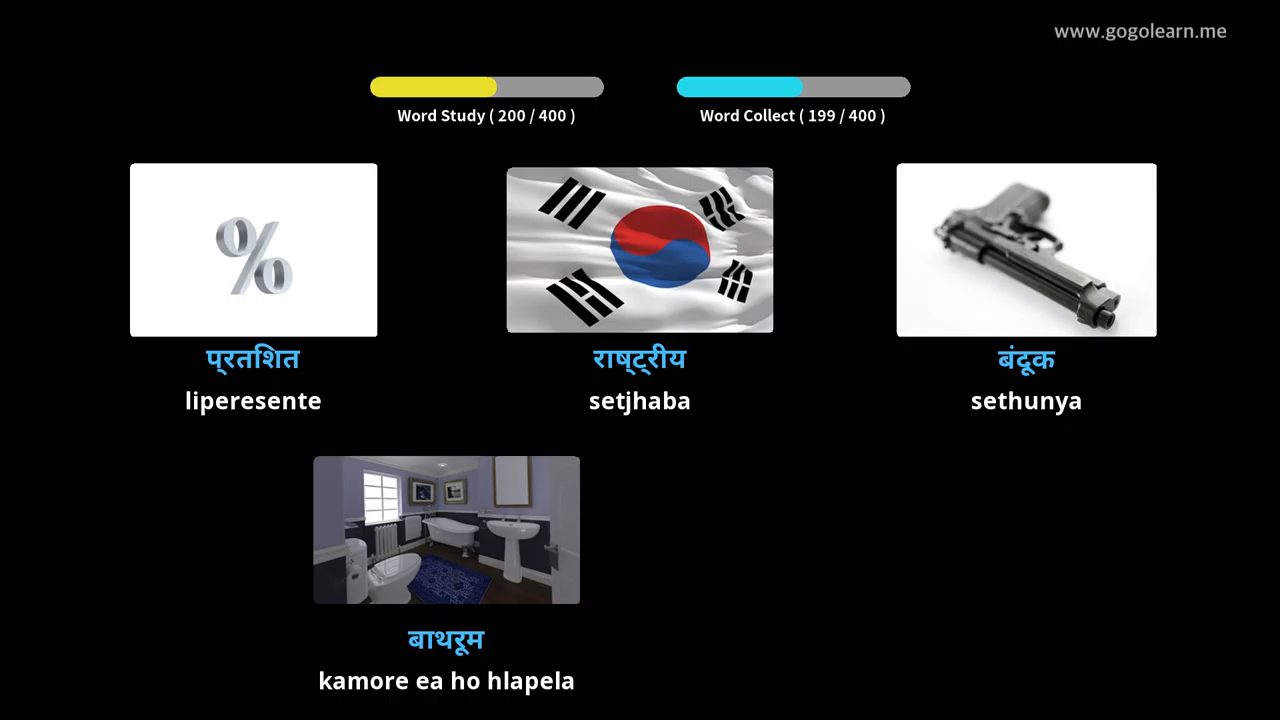 www.gogolearn.me
Word Study ( 200 / 400 )
Word Collect ( 199 / 400 )
प्रतशित
राष्ट्रीय
बंदूक
liperesente
setjhaba
sethunya
बाथरूम
kamore ea ho hlapela